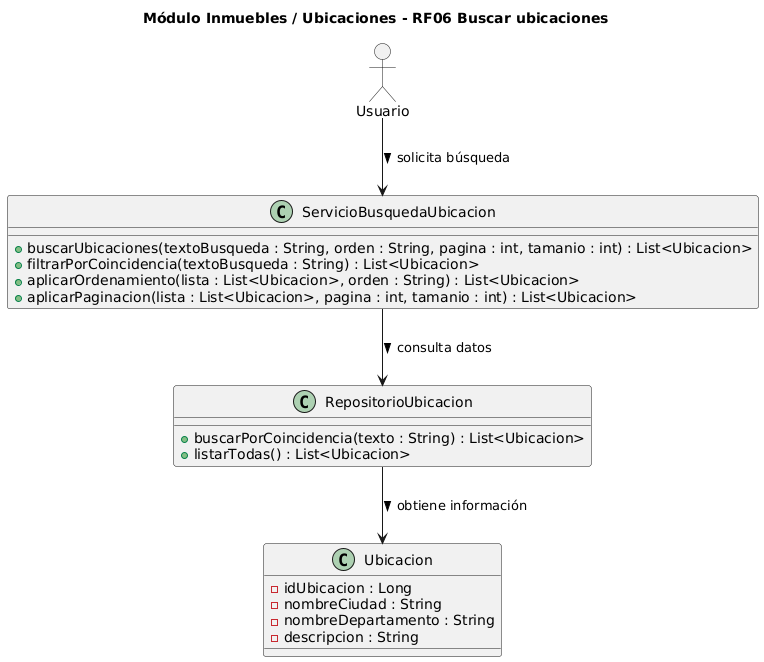 Módulo Inmuebles / Ubicaciones - RF06 Buscar ubicaciones
Usuario
solicita búsqueda
C ServicioBusquedaUbicacion
buscarUbicaciones(textoBusqueda : String, orden : String, pagina : int, tamanio : int) : List<Ubicacion>
filtrarPorCoincidencia(textoBusqueda : String) : List<Ubicacion>
aplicarOrdenamiento(lista : List<Ubicacion>, orden : String) : List<Ubicacion>
aplicarPaginacion(lista : List<Ubicacion>, pagina : int, tamanio : int) : List<Ubicacion>
consulta datos
C RepositorioUbicacion
buscarPorCoincidencia(texto : String) : List<Ubicacion>
listarTodas() : List<Ubicacion>
obtiene información
C Ubicacion
idUbicacion : Long
nombreCiudad : String
nombreDepartamento : String
descripcion : String